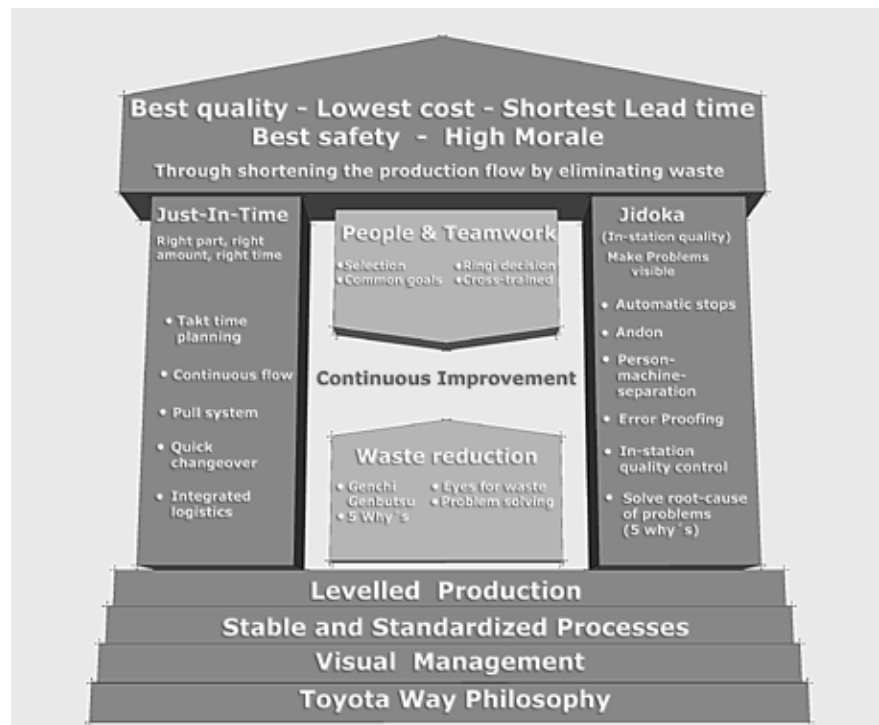 Best quality - Lowest cost - Shortest Lead time
Best safety - High Morale
Through shortening the production flow by eliminating waste
Just-In-Time
Right part, right
amount, right time
• Takt time
planning
• Continuous flow
• Pull system
• Quick
changeover
• Integrated
logistics
People & Teamwork
•Selection
•Common goals
•Ringi decision
•Cross-trained
Continuous Improvement
Waste reduction
• Genchi
Genbutsu
• 5 Why´s
• Eyes for waste
•Problem solving
Jidoka
(In-station quality)
Make Problems
visible
• Automatic stops
• Andon
• Person-
machine-
separation
• Error Proofing
• In-station
quality control
• Solve root-cause
of problems
(5 why´s)
Levelled Production
Stable and Standardized Processes
Visual Management
Toyota Way Philosophy